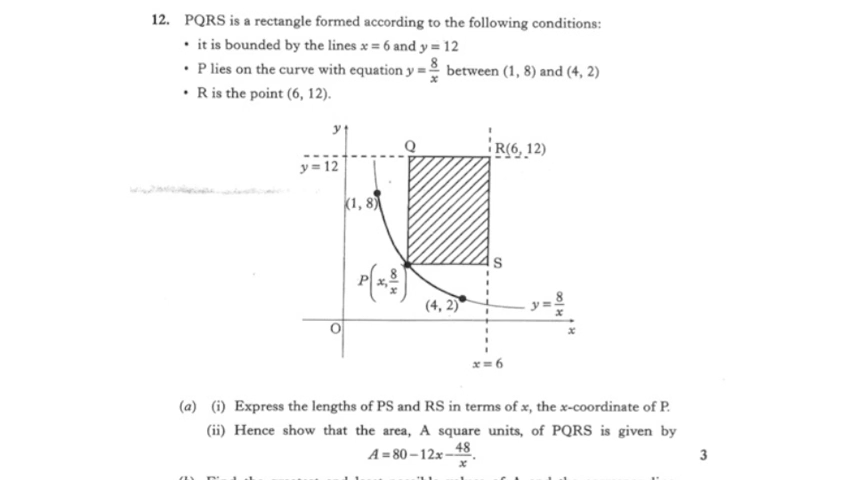 12. PQRS is a rectangle formed according to the following conditions:
• it is bounded by the lines x = 6 and y = 12
• P lies on the curve with equation y = 8/x between (1, 8) and (4, 2)
• R is the point (6, 12).
y
Q
R(6, 12)
y = 12
(1, 8)
S
P(x, 8/x)
(4, 2)
y = 8/x
O
x
x = 6
(a) (i) Express the lengths of PS and RS in terms of x, the x-coordinate of P.
(ii) Hence show that the area, A square units, of PQRS is given by
A = 80 – 12x – 48/x.
3